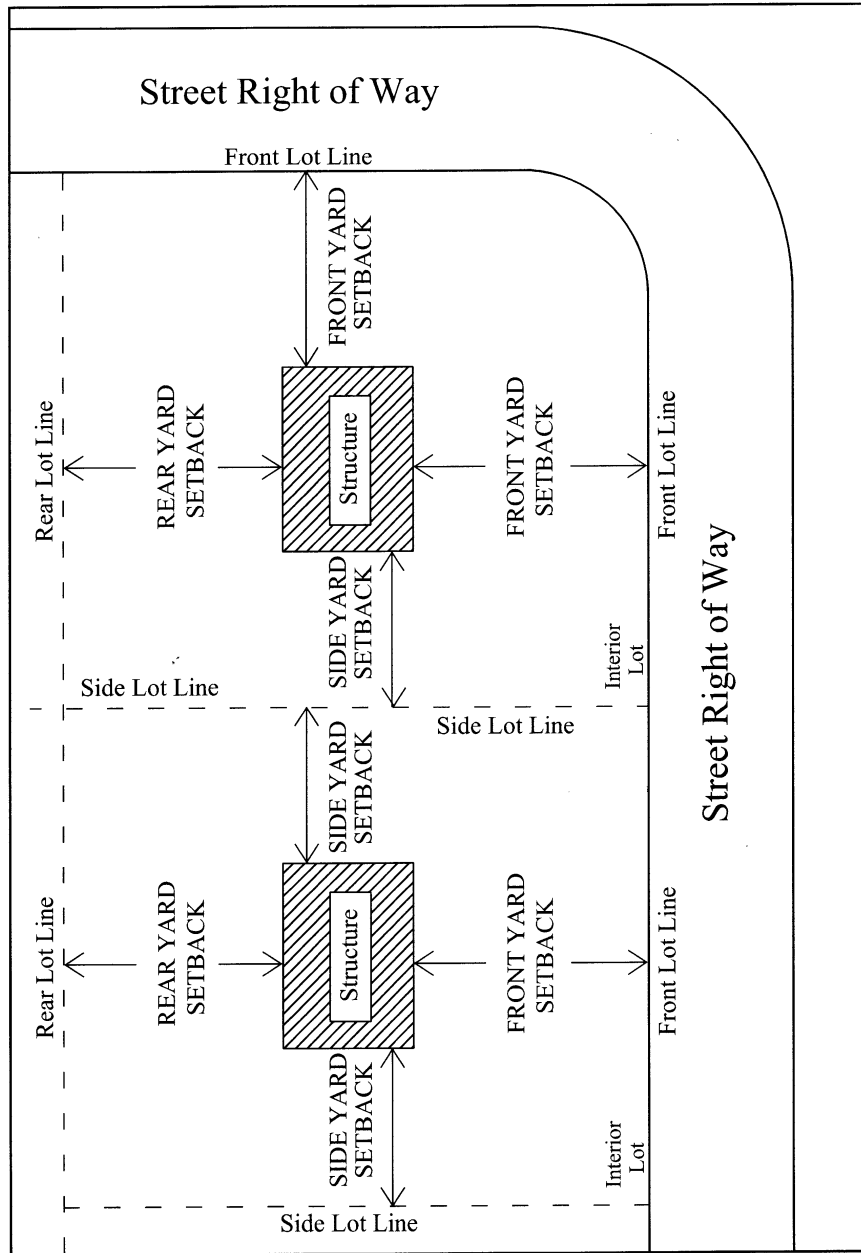 Street Right of Way
Front Lot Line
FRONT YARD
SETBACK
Rear Lot Line
REAR YARD
SETBACK
Structure
FRONT YARD
SETBACK
Front Lot Line
SIDE YARD
SETBACK
Interior
Lot
Side Lot Line
Side Lot Line
Street Right of Way
SIDE YARD
SETBACK
Rear Lot Line
REAR YARD
SETBACK
Structure
FRONT YARD
SETBACK
Front Lot Line
SIDE YARD
SETBACK
Interior
Lot
Side Lot Line